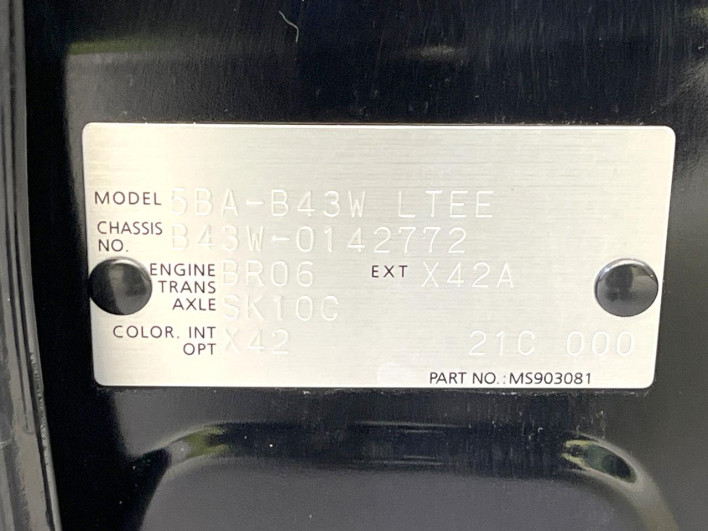 MODEL 5BA-B43W LTEE
CHASSIS NO. B43W-0142772
ENGINE BR06 EXT X42A
TRANS AXLE SK10C
COLOR. INT X42 21C 000
OPT
PART NO.:MS903081